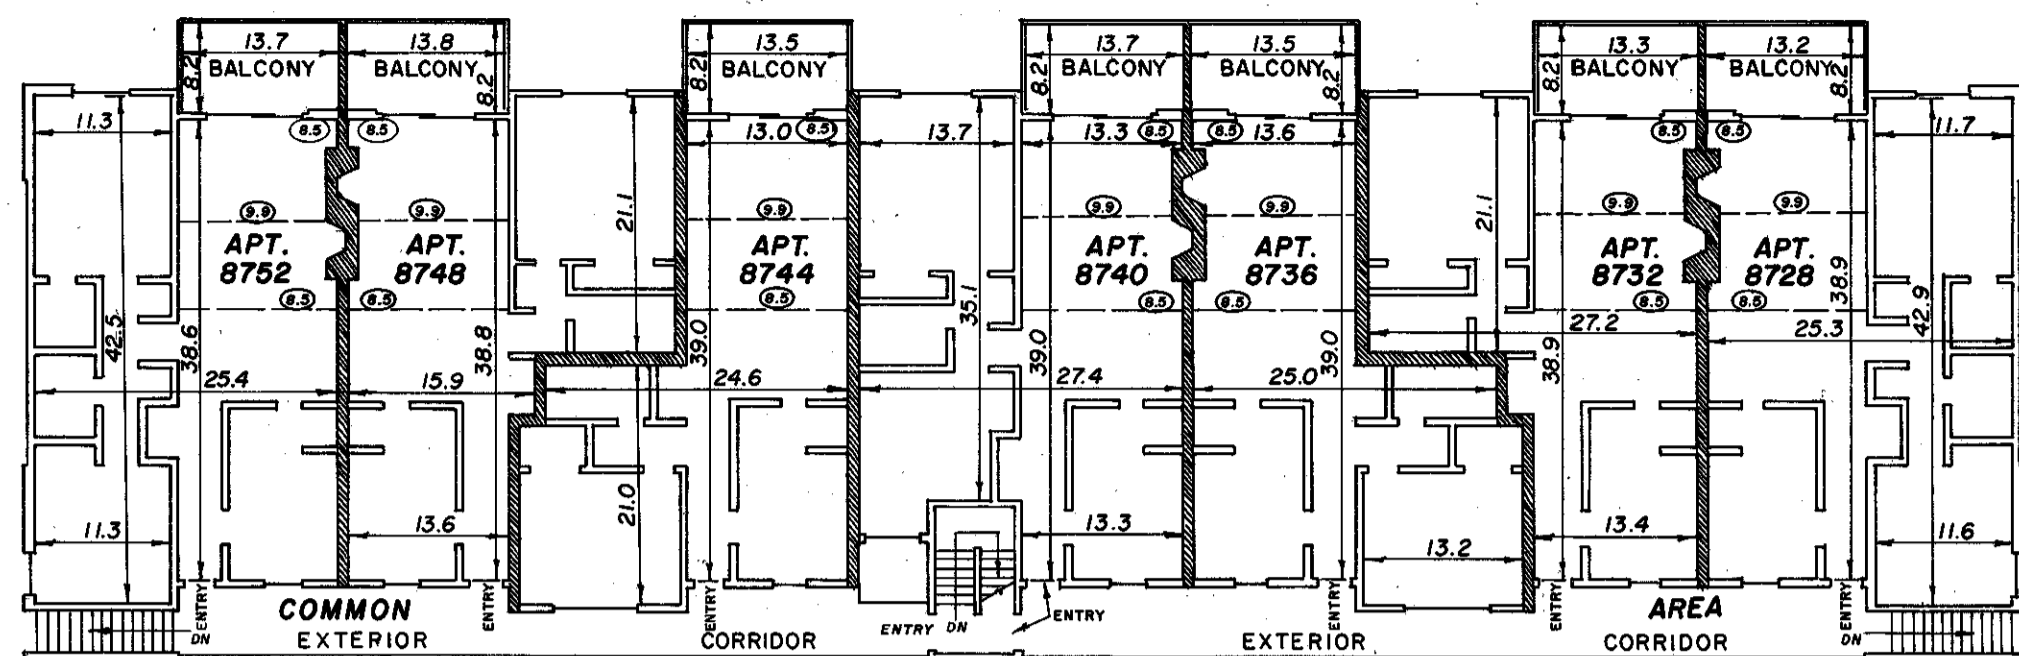 13.7 13.8 13.5 13.7 13.5 13.3 13.2
BALCONY BALCONY BALCONY BALCONY BALCONY BALCONY BALCONY
8.2 8.2 8.2 8.2 8.2 8.2 8.2
11.3 8.5 8.5 13.0 8.5 13.7 13.3 8.5 8.5 13.6 8.5 8.5 11.7
21.1 21.1
9.9 9.9 9.9 9.9 9.9 9.9 9.9
APT. APT. APT. APT. APT. APT. APT.
8752 8748 8744 8740 8736 8732 8728
8.5 8.5 8.5 8.5 8.5 8.5 8.5
42.5 38.6 38.8 39.0 35.1 39.0 39.0 38.9 38.9 42.9
27.2 25.3
25.4 15.9 24.6 27.4 25.0
21.0
11.3 13.6 13.3 13.2 13.4 11.6
ENTRY ENTRY ENTRY ENTRY ENTRY ENTRY
COMMON ENTRY AREA
DN EXTERIOR CORRIDOR ENTRY DN EXTERIOR CORRIDOR DN